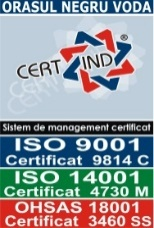 ORASUL NEGRU VODA
CERT IND
Sistem de management certificat
ISO 9001
Certificat 9814 C
ISO 14001
Certificat 4730 M
OHSAS 18001
Certificat 3460 SS